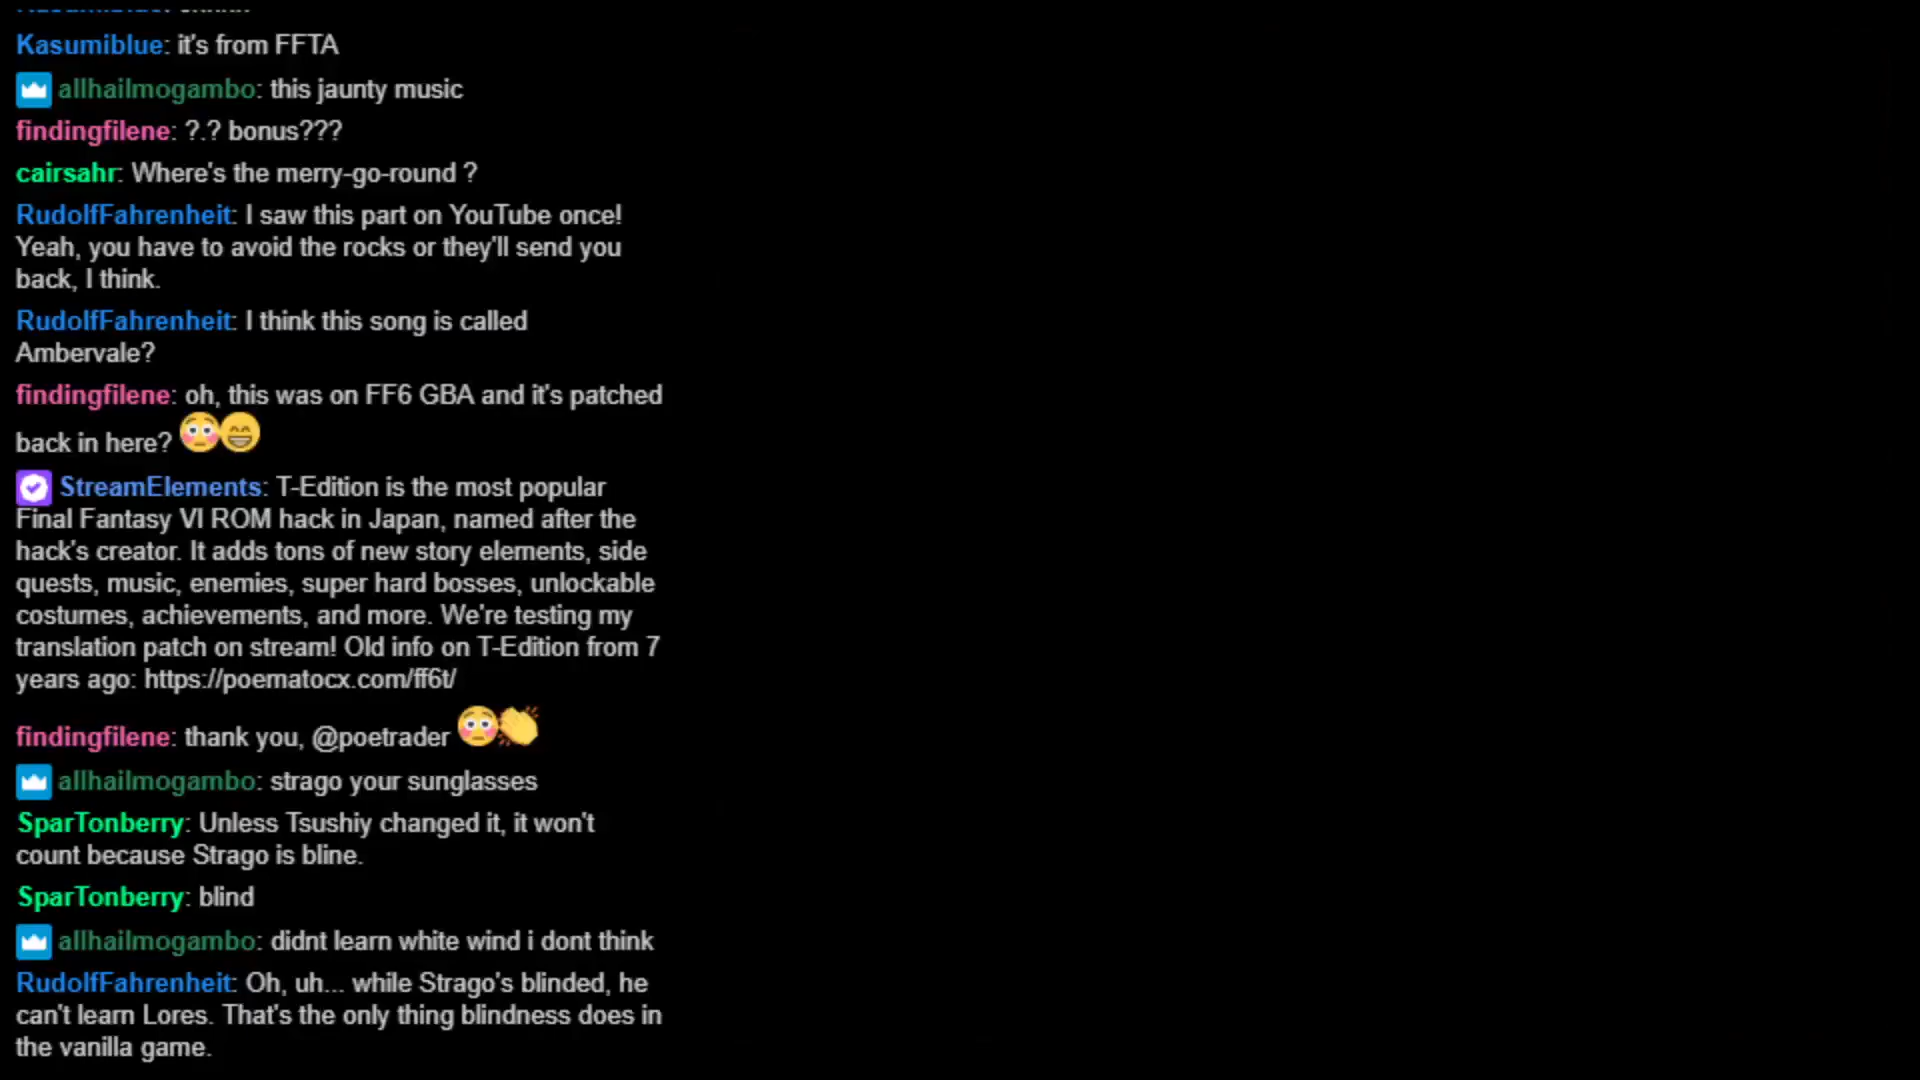 Kasumiblue: it's from FFTA
allhailmogambo: this jaunty music
findingfilene: ?.? bonus???
cairsahr: Where's the merry-go-round ?
RudolfFahrenheit: I saw this part on YouTube once!
Yeah, you have to avoid the rocks or they'll send you
back, I think.
RudolfFahrenheit: I think this song is called
Ambervale?
findingfilene: oh, this was on FF6 GBA and it's patched
back in here?
StreamElements: T-Edition is the most popular
Final Fantasy VI ROM hack in Japan, named after the
hack's creator. It adds tons of new story elements, side
quests, music, enemies, super hard bosses, unlockable
costumes, achievements, and more. We're testing my
translation patch on stream! Old info on T-Edition from 7
years ago: https://poematocx.com/ff6t/
findingfilene: thank you, @poetrader
allhailmogambo: strago your sunglasses
SparTonberry: Unless Tsushiy changed it, it won't
count because Strago is bline.
SparTonberry: blind
allhailmogambo: didnt learn white wind i dont think
RudolfFahrenheit: Oh, uh... while Strago's blinded, he
can't learn Lores. That's the only thing blindness does in
the vanilla game.